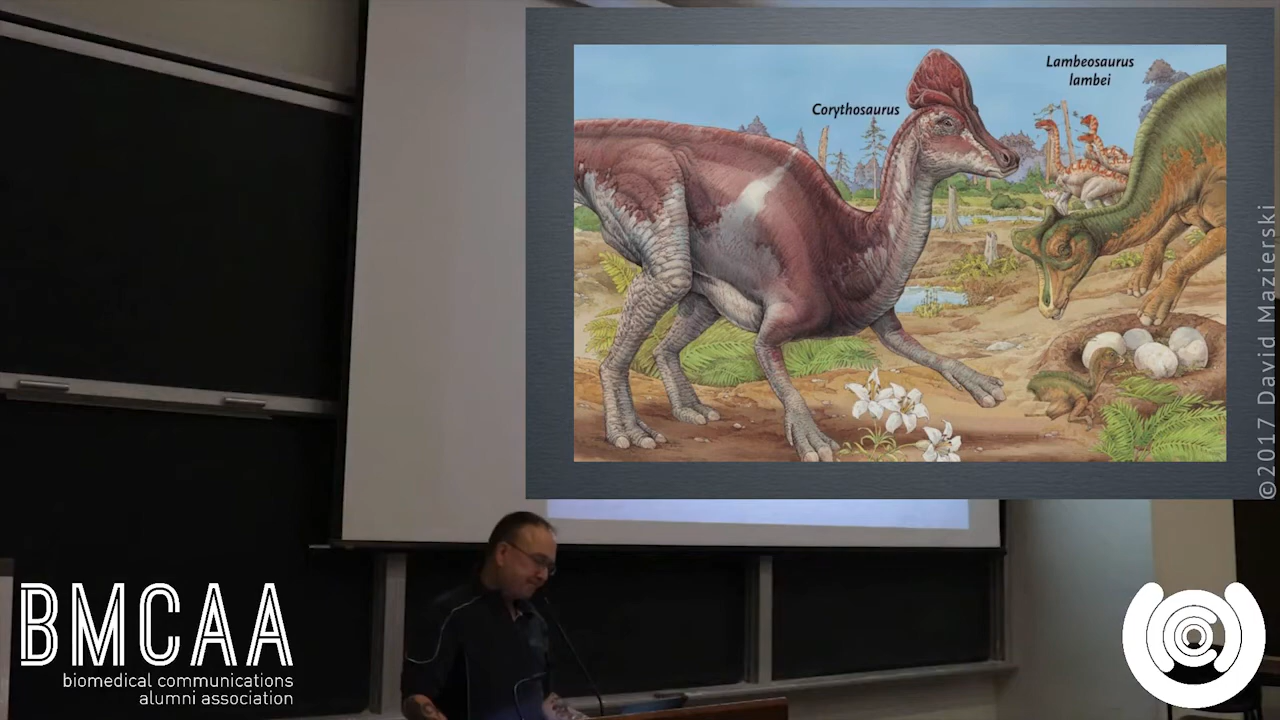 Lambeosaurus
lambei
Corythosaurus
©2017 David Mazierski
BMCAA
biomedical communications
alumni association